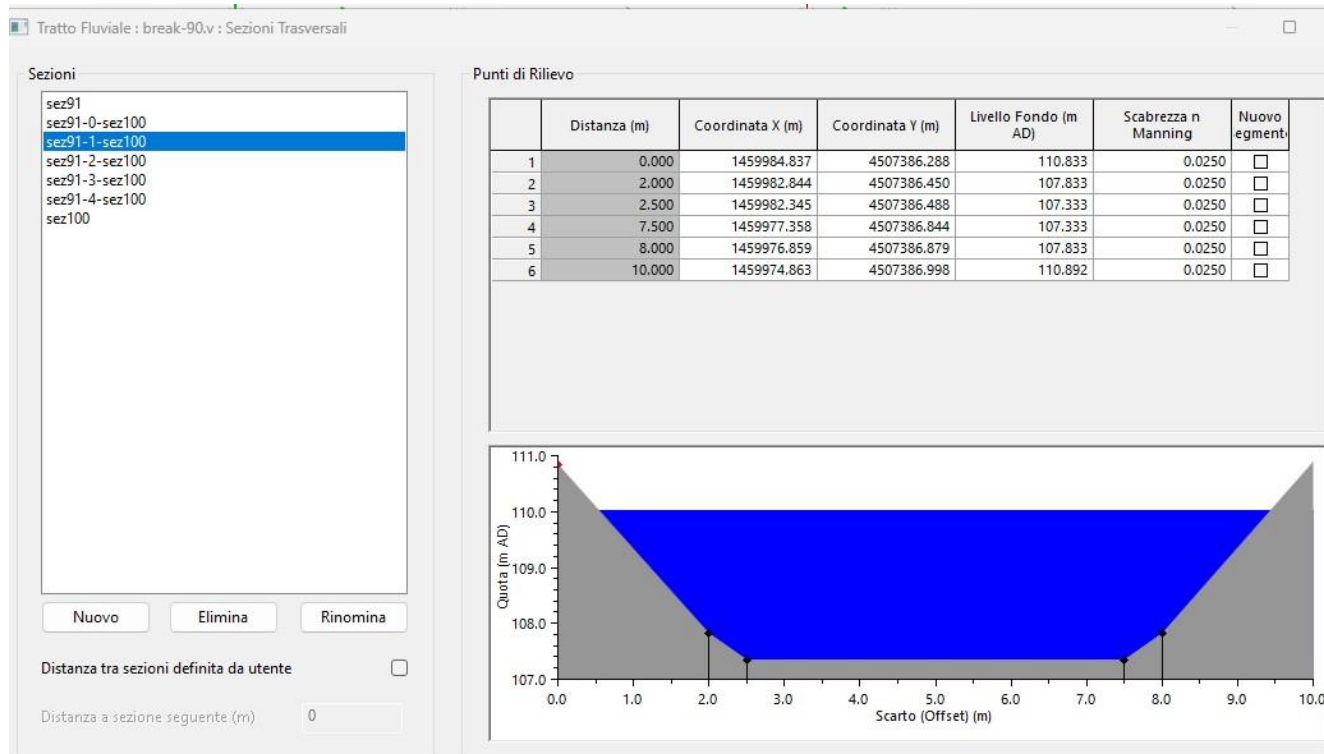 Tratto Fluviale : break-90.v : Sezioni Trasversali
Sezioni
sez91
sez91-0-sez100
sez91-1-sez100
sez91-2-sez100
sez91-3-sez100
sez91-4-sez100
sez100
Nuovo Elimina Rinomina
Distanza tra sezioni definita da utente
Distanza a sezione seguente (m) 0
Punti di Rilievo
Distanza (m) Coordinata X (m) Coordinata Y (m) Livello Fondo (m AD) Scabrezza n Manning Nuovo egment
1 0.000 1459984.837 4507386.288 110.833 0.0250
2 2.000 1459982.844 4507386.450 107.833 0.0250
3 2.500 1459982.345 4507386.488 107.333 0.0250
4 7.500 1459977.358 4507386.844 107.333 0.0250
5 8.000 1459976.859 4507386.879 107.833 0.0250
6 10.000 1459974.863 4507386.998 110.892 0.0250
Quota (m AD)
111.0
110.0
109.0
108.0
107.0
0.0 1.0 2.0 3.0 4.0 5.0 6.0 7.0 8.0 9.0 10.0
Scarto (Offset) (m)